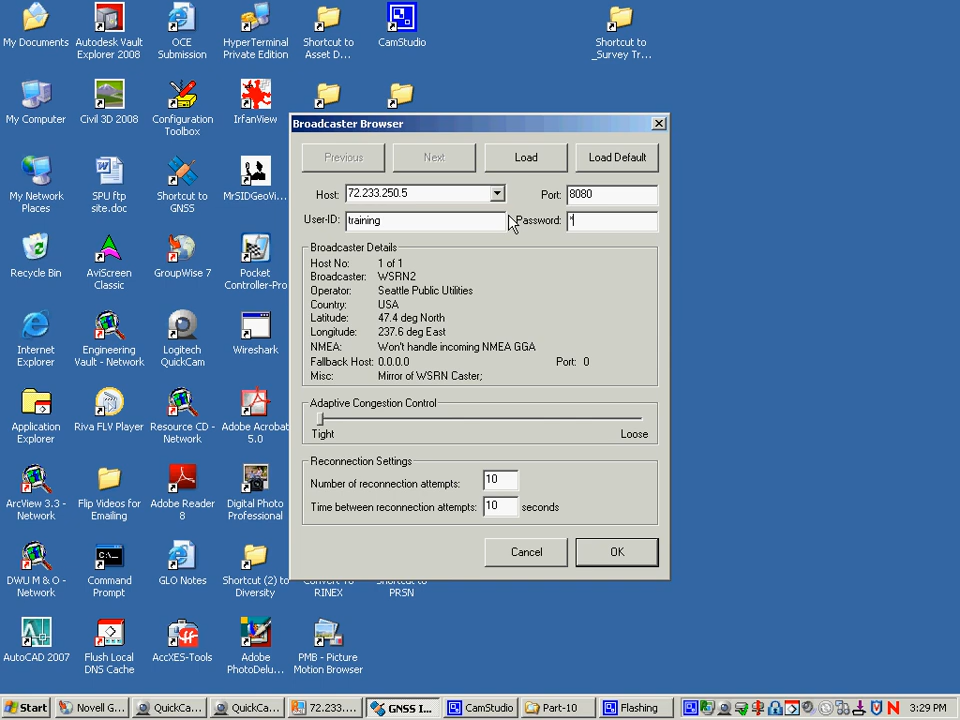 My Documents
Autodesk Vault
Explorer 2008
OCE
Submission
HyperTerminal
Private Edition
Shortcut to
Asset D...
CamStudio
Shortcut to
_Survey Tr...
My Computer
Civil 3D 2008
Configuration
Toolbox
IrfanView
My Network
Places
SPU ftp
site.doc
Shortcut to
GNSS
MrSIDGeoVi...
Recycle Bin
AviScreen
Classic
GroupWise 7
Pocket
Controller-Pro
Internet
Explorer
Engineering
Vault - Network
Logitech
QuickCam
Wireshark
Application
Explorer
Riva FLV Player
Resource CD -
Network
Adobe Acrobat
5.0
ArcView 3.3 -
Network
Flip Videos for
Emailing
Adobe Reader
8
Digital Photo
Professional
DWU M & O -
Network
Command
Prompt
GLO Notes
Shortcut (2) to
Diversity
Convert To
RINEX
Shortcut to
PRSN
AutoCAD 2007
Flush Local
DNS Cache
AccXES-Tools
Adobe
PhotoDelu...
PMB - Picture
Motion Browser
Broadcaster Browser
Previous
Next
Load
Load Default
Host: 72.233.250.5
Port: 8080
User-ID: training
Password: *
Broadcaster Details
Host No: 1 of 1
Broadcaster: WSRN2
Operator: Seattle Public Utilities
Country: USA
Latitude: 47.4 deg North
Longitude: 237.6 deg East
NMEA: Won't handle incoming NMEA GGA
Fallback Host: 0.0.0.0 Port: 0
Misc: Mirror of WSRN Caster;
Adaptive Congestion Control
Tight
Loose
Reconnection Settings
Number of reconnection attempts: 10
Time between reconnection attempts: 10 seconds
Cancel
OK
Start
Novell G...
QuickCa...
QuickCa...
72.233....
GNSS I...
CamStudio
Part-10
Flashing
3:29 PM